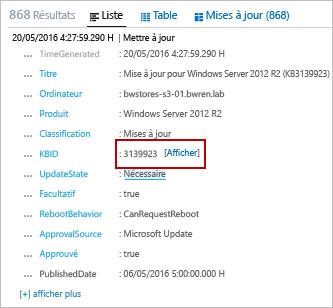 868 Résultats Liste Table Mises à jour (868)
20/05/2016 4:27:59.290 H | Mettre à jour
... TimeGenerated : 20/05/2016 4:27:59.290 H
... Titre : Mise à jour pour Windows Server 2012 R2 (KB3139923)
... Ordinateur : bwstores-s3-01.bwren.lab
... Produit : Windows Server 2012 R2
... Classification : Mises à jour
... KBID : 3139923 [Afficher]
... UpdateState : Nécessaire
... Facultatif : true
... RebootBehavior : CanRequestReboot
... ApprovalSource : Microsoft Update
... Approuvé : true
... PublishedDate : 06/05/2016 5:00:00.000 H
[+] afficher plus